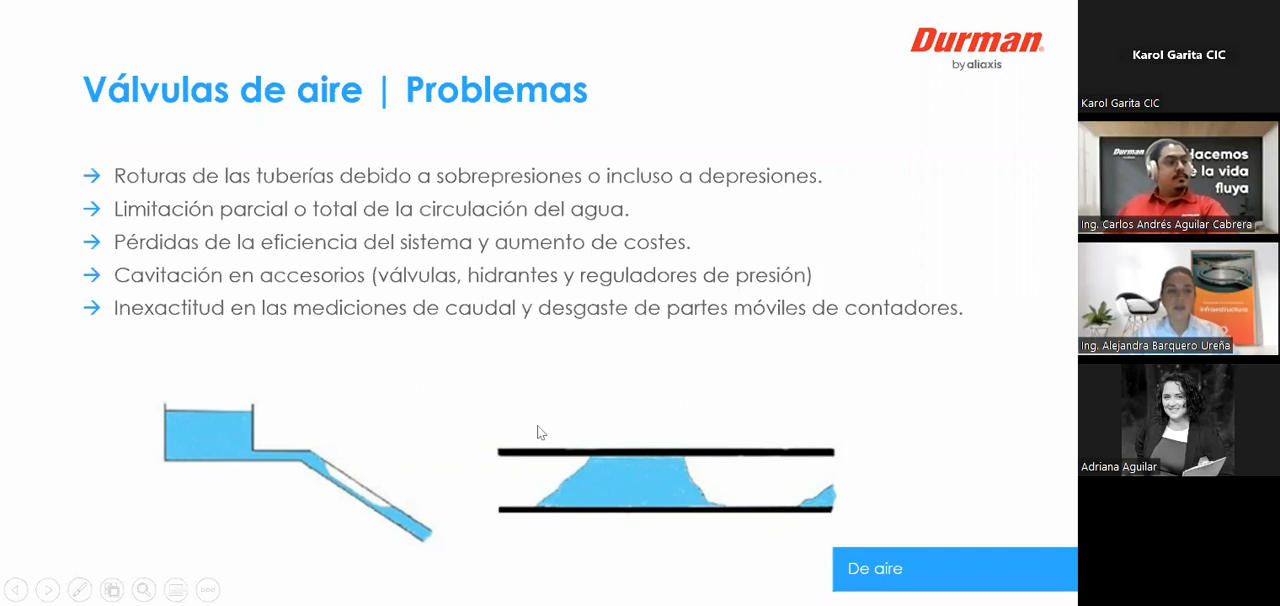 Durman
by aliaxis
Válvulas de aire | Problemas
→ Roturas de las tuberías debido a sobrepresiones o incluso a depresiones.
→ Limitación parcial o total de la circulación del agua.
→ Pérdidas de la eficiencia del sistema y aumento de costes.
→ Cavitación en accesorios (válvulas, hidrantes y reguladores de presión)
→ Inexactitud en las mediciones de caudal y desgaste de partes móviles de contadores.
De aire
Karol Garita CIC
Karol Garita CIC
Durman
Hacemos
e la vida
fluya
Ing. Carlos Andrés Aguilar Cabrera
Infraestructura
Ing. Alejandra Barquero Ureña
Adriana Aguilar